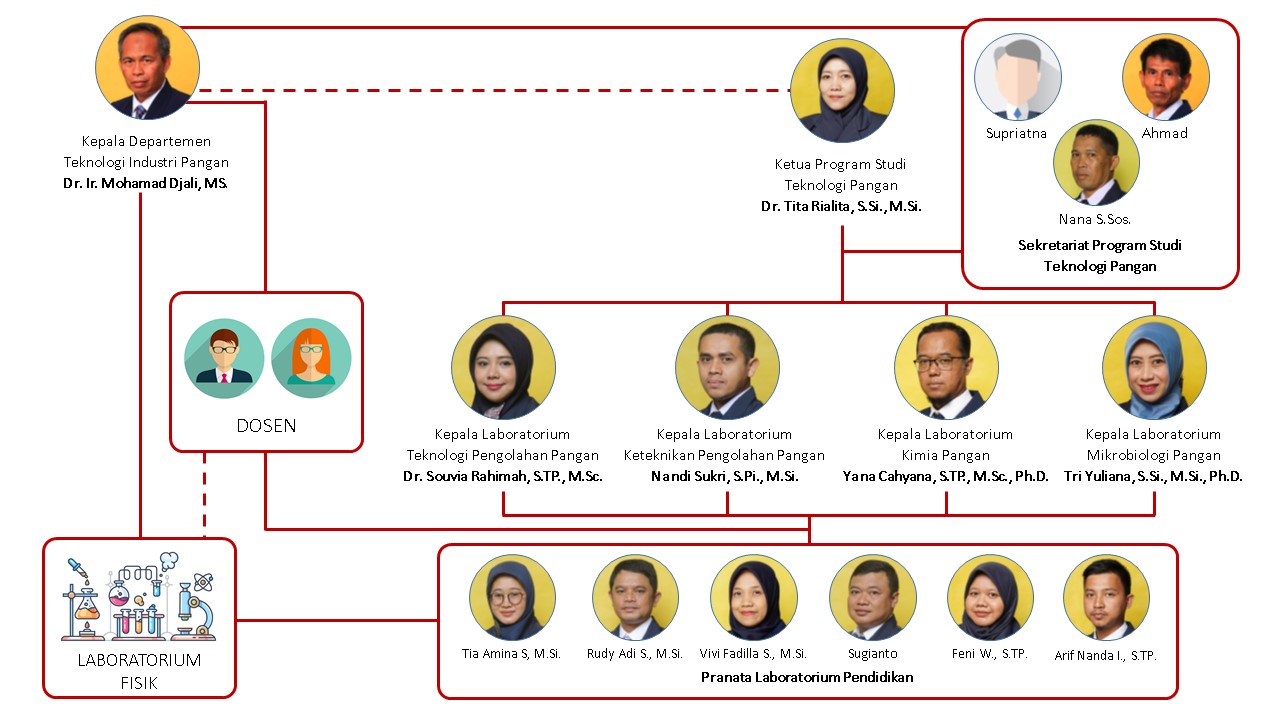 Kepala Departemen
Teknologi Industri Pangan
Dr. Ir. Mohamad Djali, MS.
Ketua Program Studi
Teknologi Pangan
Dr. Tita Rialita, S.Si., M.Si.
Supriatna
Ahmad
Nana S.Sos.
Sekretariat Program Studi
Teknologi Pangan
DOSEN
Kepala Laboratorium
Teknologi Pengolahan Pangan
Dr. Souvia Rahimah, S.TP., M.Sc.
Kepala Laboratorium
Keteknikan Pengolahan Pangan
Nandi Sukri, S.Pi., M.Si.
Kepala Laboratorium
Kimia Pangan
Yana Cahyana, S.TP., M.Sc., Ph.D.
Kepala Laboratorium
Mikrobiologi Pangan
Tri Yuliana, S.Si., M.Si., Ph.D.
LABORATORIUM
FISIK
Tia Amina S, M.Si.
Rudy Adi S., M.Si.
Vivi Fadilla S., M.Si.
Sugianto
Feni W., S.TP.
Arif Nanda I., S.TP.
Pranata Laboratorium Pendidikan